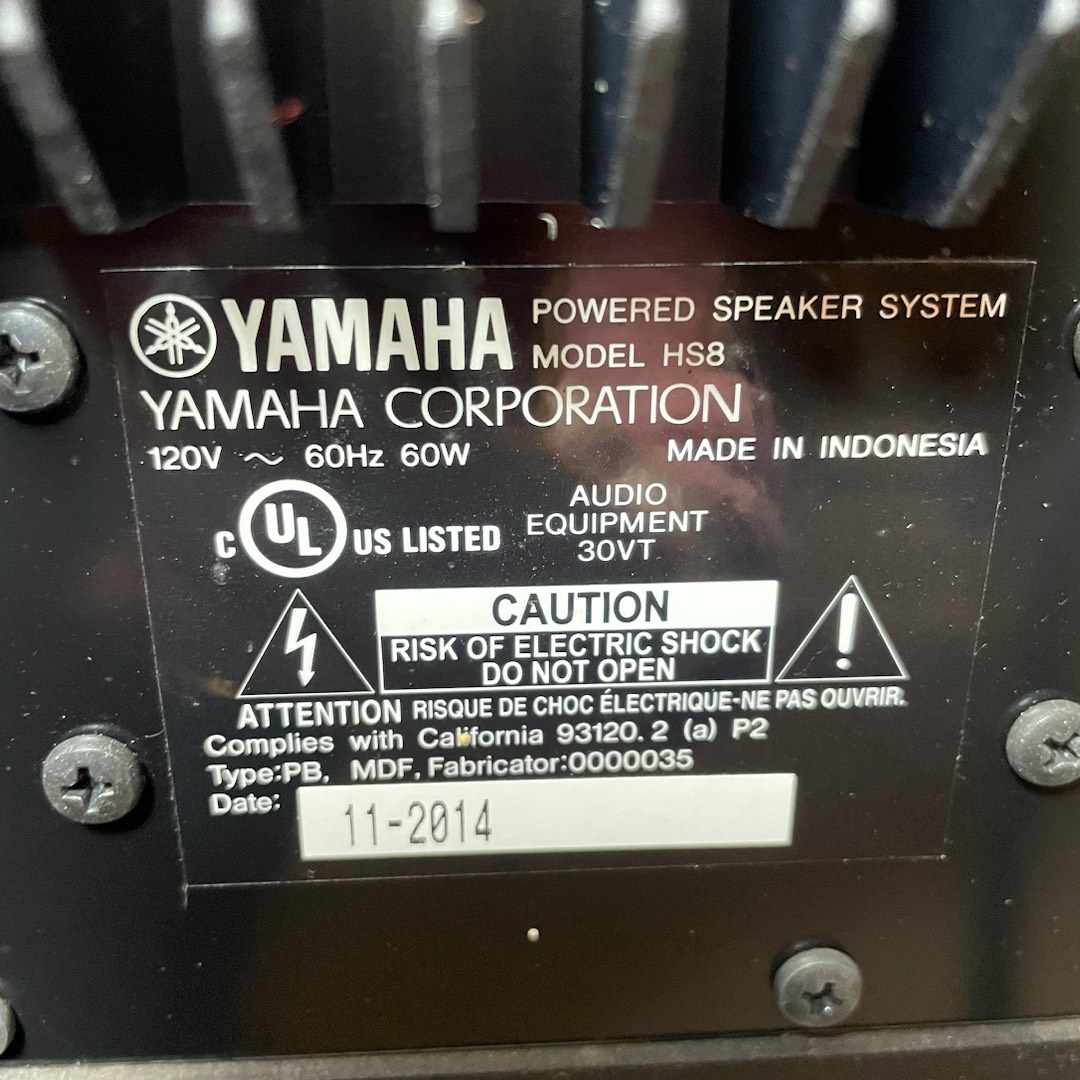 YAMAHA POWERED SPEAKER SYSTEM
MODEL HS8
YAMAHA CORPORATION
120V ~ 60Hz 60W MADE IN INDONESIA
C UL US LISTED
AUDIO
EQUIPMENT
30VT
CAUTION
RISK OF ELECTRIC SHOCK
DO NOT OPEN
ATTENTION RISQUE DE CHOC ÉLECTRIQUE-NE PAS OUVRIR.
Complies with California 93120.2 (a) P2
Type:PB, MDF, Fabricator:0000035
Date: 11-2014